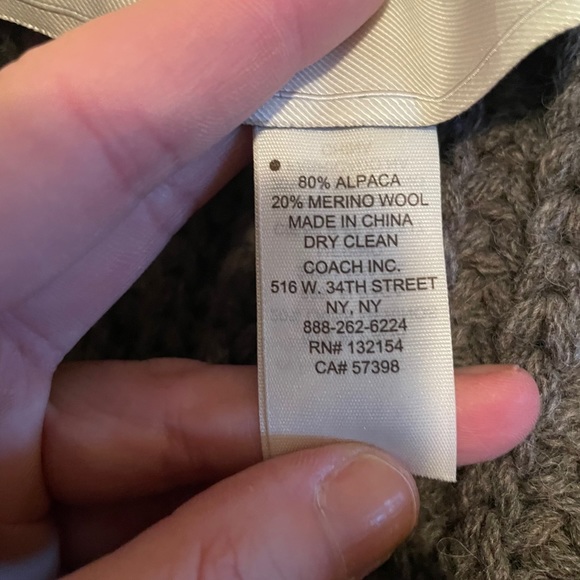 80% ALPACA
20% MERINO WOOL
MADE IN CHINA
DRY CLEAN
COACH INC.
516 W. 34TH STREET
NY, NY
888-262-6224
RN# 132154
CA# 57398